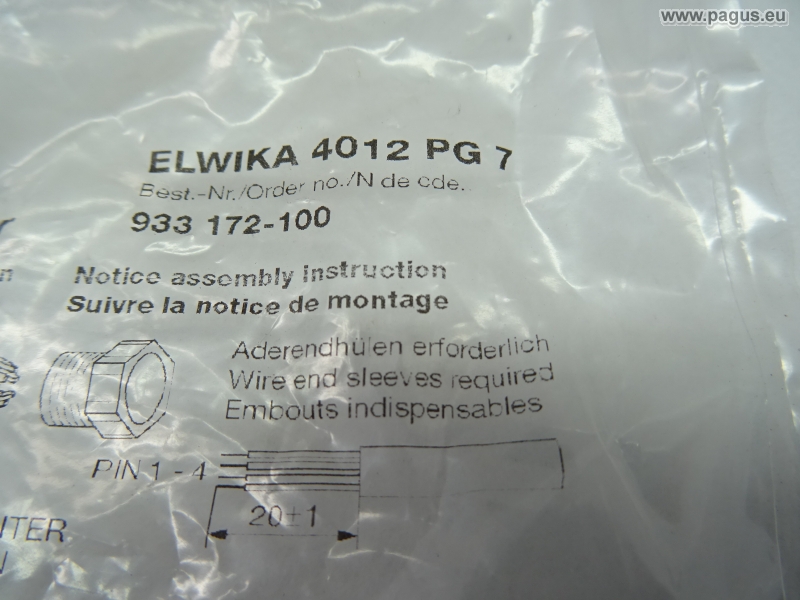 www.pagus.eu
ELWIKA 4012 PG 7
Best.-Nr./Order no./N de cde.
933 172-100
Notice assembly instruction
Suivre la notice de montage
Aderendhülen erforderlich
Wire end sleeves required
Embouts indispensables
PIN 1 - 4
20±1